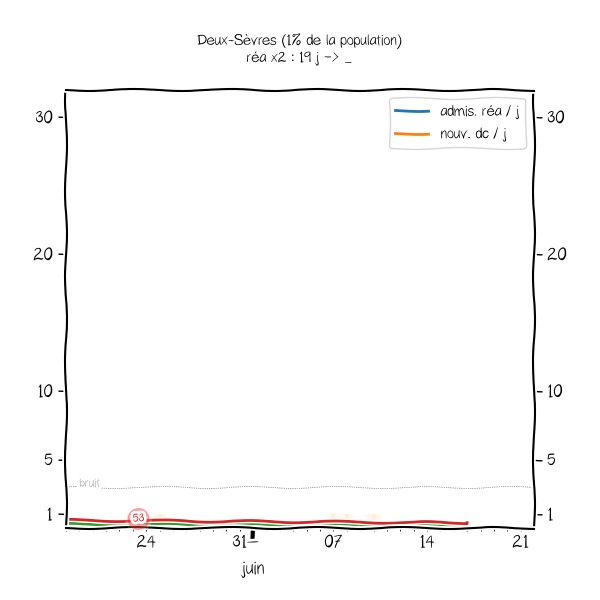 Deux-Sèvres (1% de la population)
réa x2 : 19 j -> _
admis. réa / j
nouv. dc / j
30
30
20
20
10
10
5
5
bruit
1
53
1
24
31
07
14
21
juin